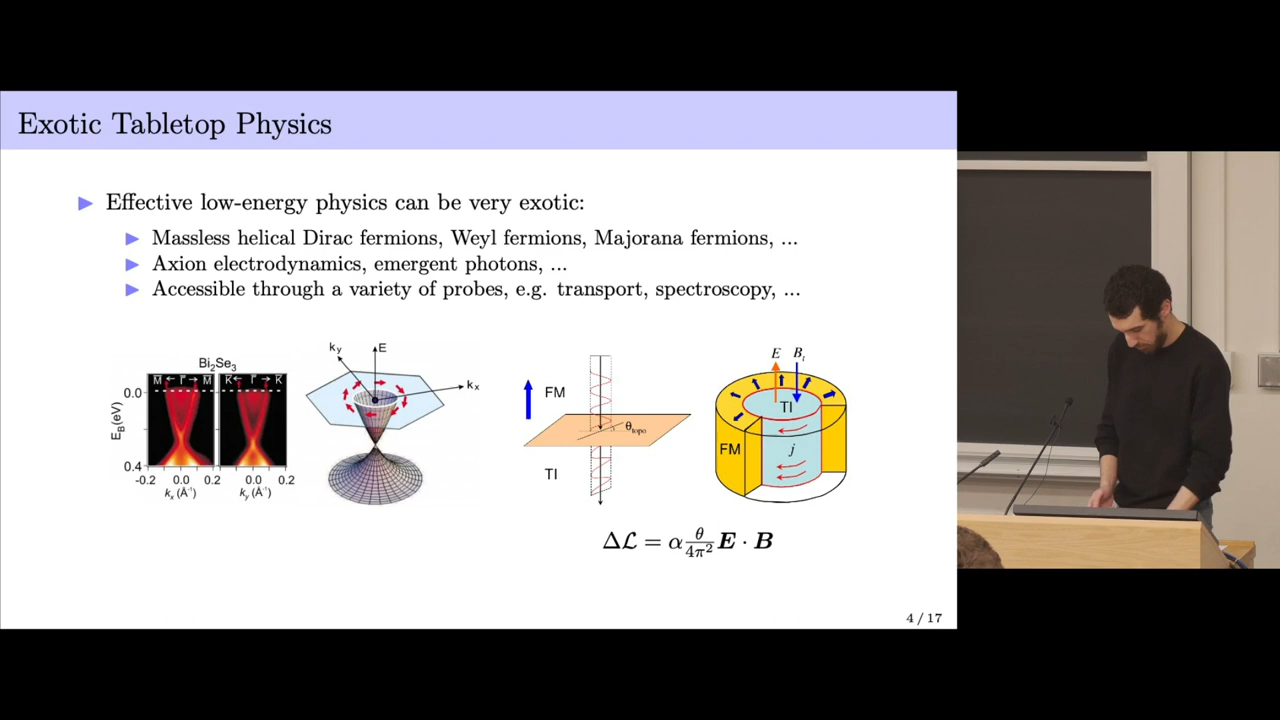 Exotic Tabletop Physics
▶ Effective low-energy physics can be very exotic:
▶ Massless helical Dirac fermions, Weyl fermions, Majorana fermions, ...
▶ Axion electrodynamics, emergent photons, ...
▶ Accessible through a variety of probes, e.g. transport, spectroscopy, ...
Bi₂Se₃
M̄ ← Γ̄ → M̄ K̄ ← Γ̄ → K̄
0.0
E_B(eV)
0.4
-0.2 0.0 0.2 0.0 0.2
kₓ (Å⁻¹) k_y (Å⁻¹)
k_y E
kₓ
FM
θ_topo
TI
E B_t
TI
FM
j
Δℒ = α θ/4π² E · B
4 / 17